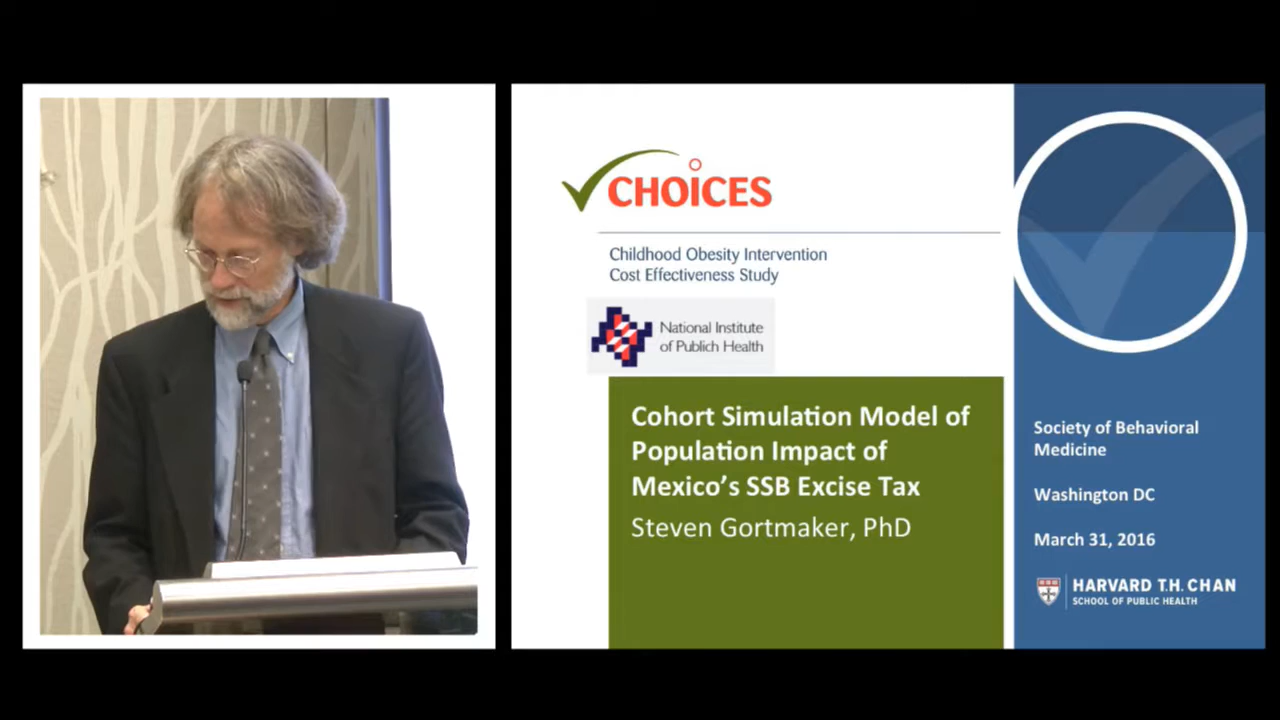 CHOICES
Childhood Obesity Intervention
Cost Effectiveness Study
National Institute
of Publich Health
Cohort Simulation Model of
Population Impact of
Mexico's SSB Excise Tax
Steven Gortmaker, PhD
Society of Behavioral
Medicine
Washington DC
March 31, 2016
HARVARD T.H. CHAN
SCHOOL OF PUBLIC HEALTH